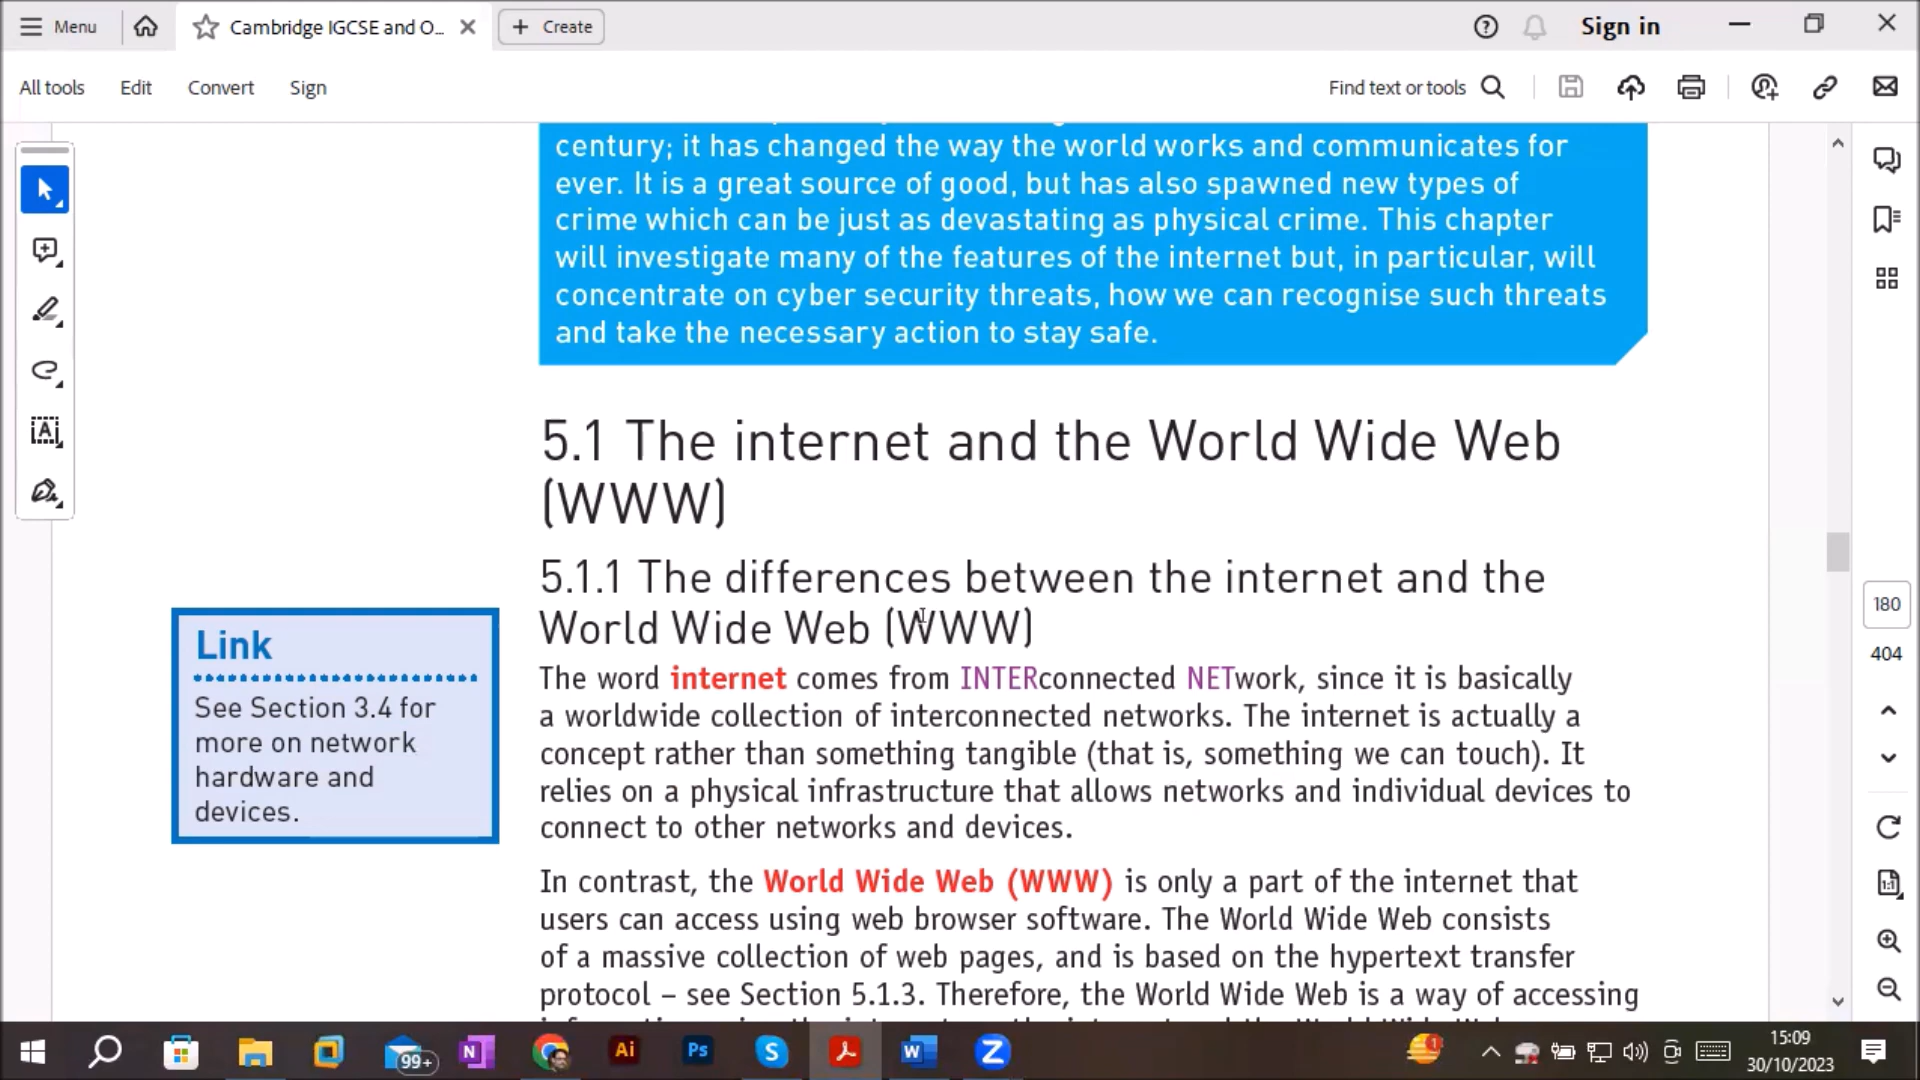 Menu
Cambridge IGCSE and O...
Create
Sign in
All tools
Edit
Convert
Sign
Find text or tools
century; it has changed the way the world works and communicates for
ever. It is a great source of good, but has also spawned new types of
crime which can be just as devastating as physical crime. This chapter
will investigate many of the features of the internet but, in particular, will
concentrate on cyber security threats, how we can recognise such threats
and take the necessary action to stay safe.
5.1 The internet and the World Wide Web
(WWW)
5.1.1 The differences between the internet and the
World Wide Web (WWW)
Link
See Section 3.4 for
more on network
hardware and
devices.
The word internet comes from INTERconnected NETwork, since it is basically
a worldwide collection of interconnected networks. The internet is actually a
concept rather than something tangible (that is, something we can touch). It
relies on a physical infrastructure that allows networks and individual devices to
connect to other networks and devices.
In contrast, the World Wide Web (WWW) is only a part of the internet that
users can access using web browser software. The World Wide Web consists
of a massive collection of web pages, and is based on the hypertext transfer
protocol – see Section 5.1.3. Therefore, the World Wide Web is a way of accessing
180
404
99+
N
Ai
Ps
S
W
Z
1
15:09
30/10/2023